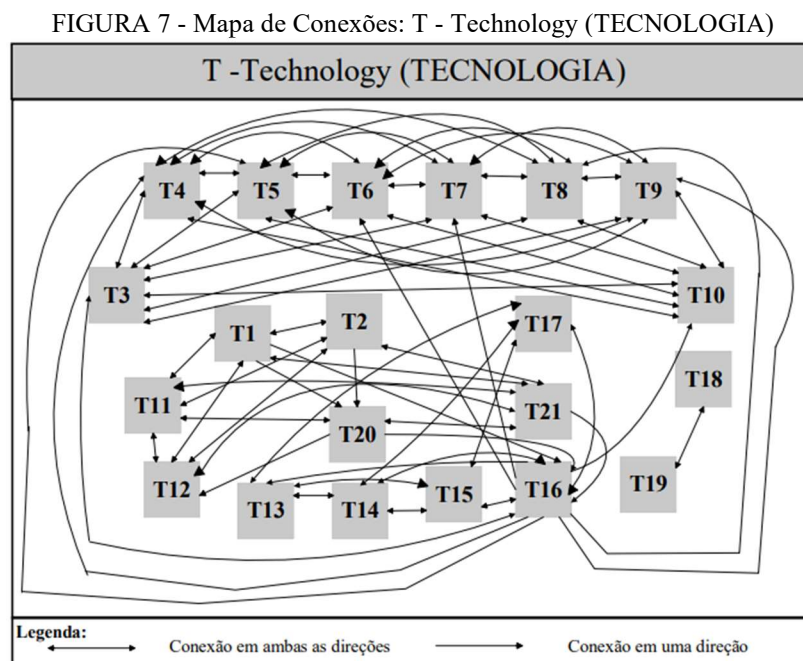 FIGURA 7 - Mapa de Conexões: T - Technology (TECNOLOGIA)
T -Technology (TECNOLOGIA)
T4 T5 T6 T7 T8 T9
T3 T10
T1 T2 T17
T18
T11 T21
T20
T12 T13 T14 T15 T16 T19
Legenda:
Conexão em ambas as direções Conexão em uma direção